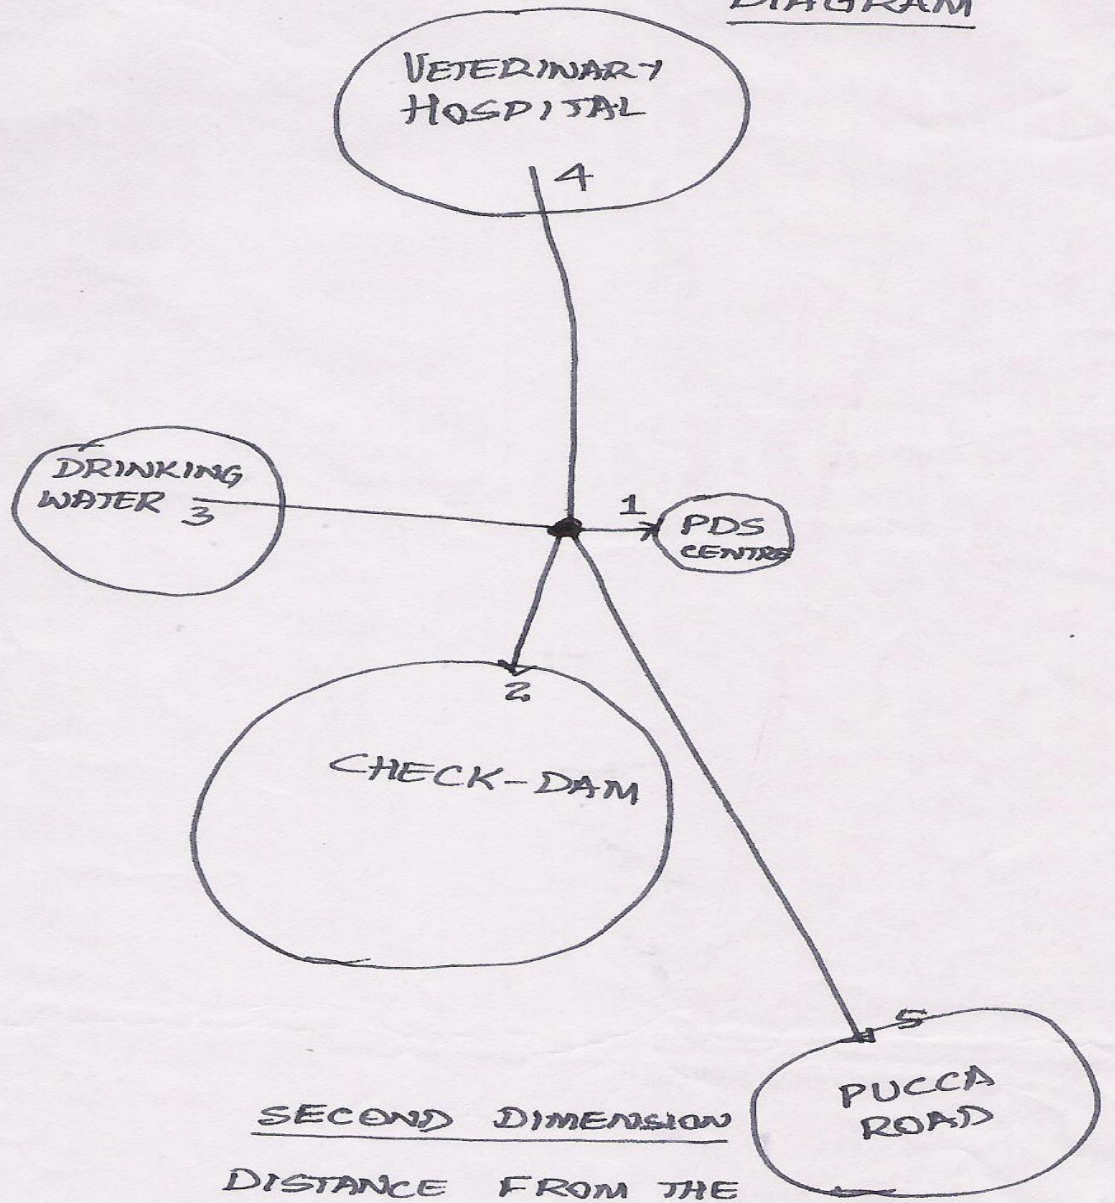 DIAGRAM
VETERINARY
HOSPITAL
4
DRINKING
WATER 3
1
PDS
CENTRE
2
CHECK-DAM
5
PUCCA
ROAD
SECOND DIMENSION
DISTANCE FROM THE